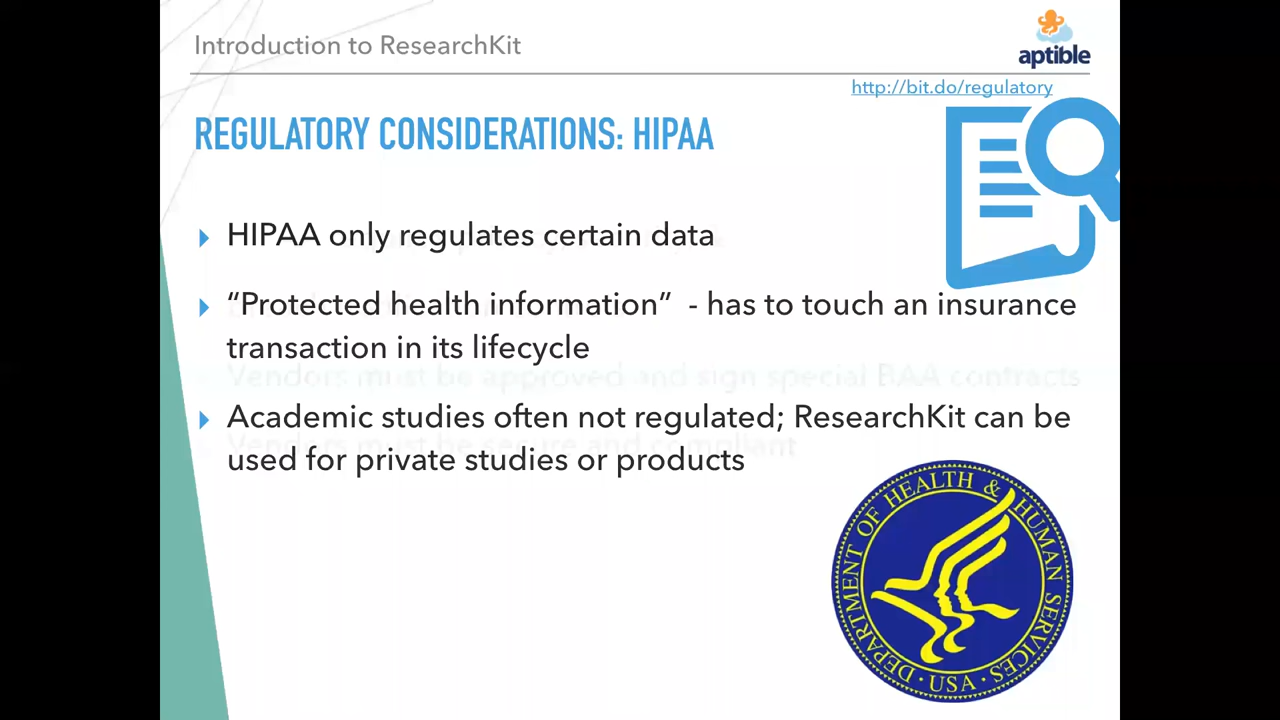 Introduction to ResearchKit
aptible
http://bit.do/regulatory
REGULATORY CONSIDERATIONS: HIPAA
HIPAA only regulates certain data
“Protected health information” - has to touch an insurance
transaction in its lifecycle
Vendors must be approved and sign special BAA contracts
Academic studies often not regulated; ResearchKit can be
Vendors must be secure and compliant
used for private studies or products
DEPARTMENT OF HEALTH & HUMAN SERVICES · USA ·